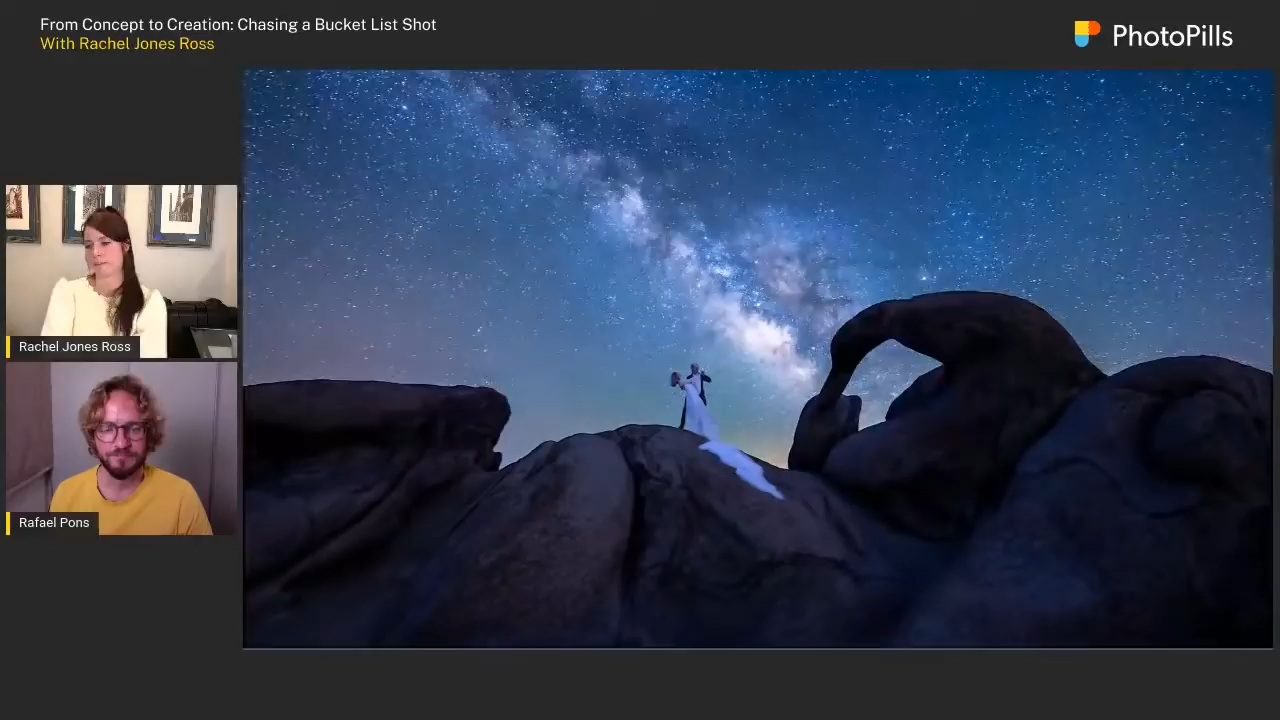 From Concept to Creation: Chasing a Bucket List Shot
With Rachel Jones Ross
PhotoPills
Rachel Jones Ross
Rafael Pons